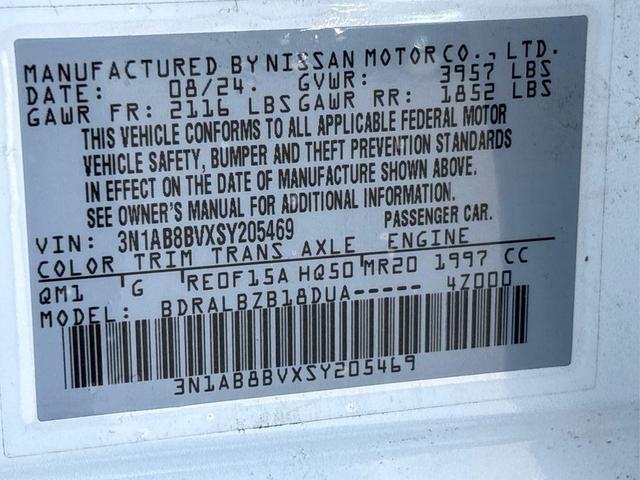 MANUFACTURED BY NISSAN MOTOR CO., LTD.
DATE: 08/24. GVWR: 3957 LBS
GAWR FR: 2116 LBS GAWR RR: 1852 LBS
THIS VEHICLE CONFORMS TO ALL APPLICABLE FEDERAL MOTOR
VEHICLE SAFETY, BUMPER AND THEFT PREVENTION STANDARDS
IN EFFECT ON THE DATE OF MANUFACTURE SHOWN ABOVE.
SEE OWNER'S MANUAL FOR ADDITIONAL INFORMATION.
VIN: 3N1AB8BVXSY205469 PASSENGER CAR.
COLOR TRIM TRANS AXLE ENGINE
QM1 G RE0F15A HQ50 MR20 1997 CC
MODEL: BDRALBZB18DUA----- 4Z000
3N1AB8BVXSY205469